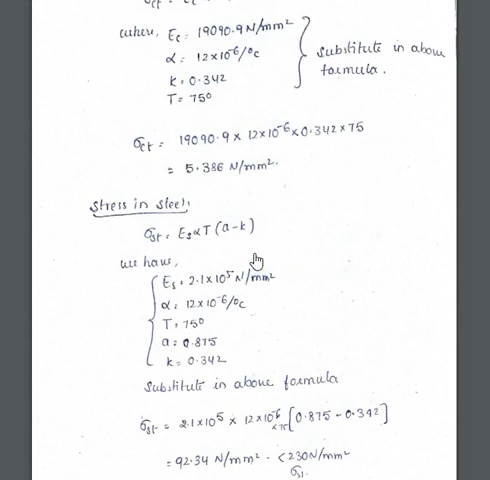 where, Ec = 19090.9 N/mm²
α = 12×10⁻⁶/°c
k = 0.342
T = 75°
substitute in above
formula.
σct = 19090.9 × 12×10⁻⁶ × 0.342 × 75
= 5.386 N/mm².
Stress in steel:
σst = Es α T (a-k)
we have,
Es = 2.1×10⁵ N/mm²
α = 12×10⁻⁶/°c
T = 75°
a = 0.875
k = 0.342
Substitute in above formula
σst = 2.1×10⁵ × 12×10⁻⁶ ×75 [0.875 - 0.342]
= 92.34 N/mm² - < 230 N/mm²
σst.